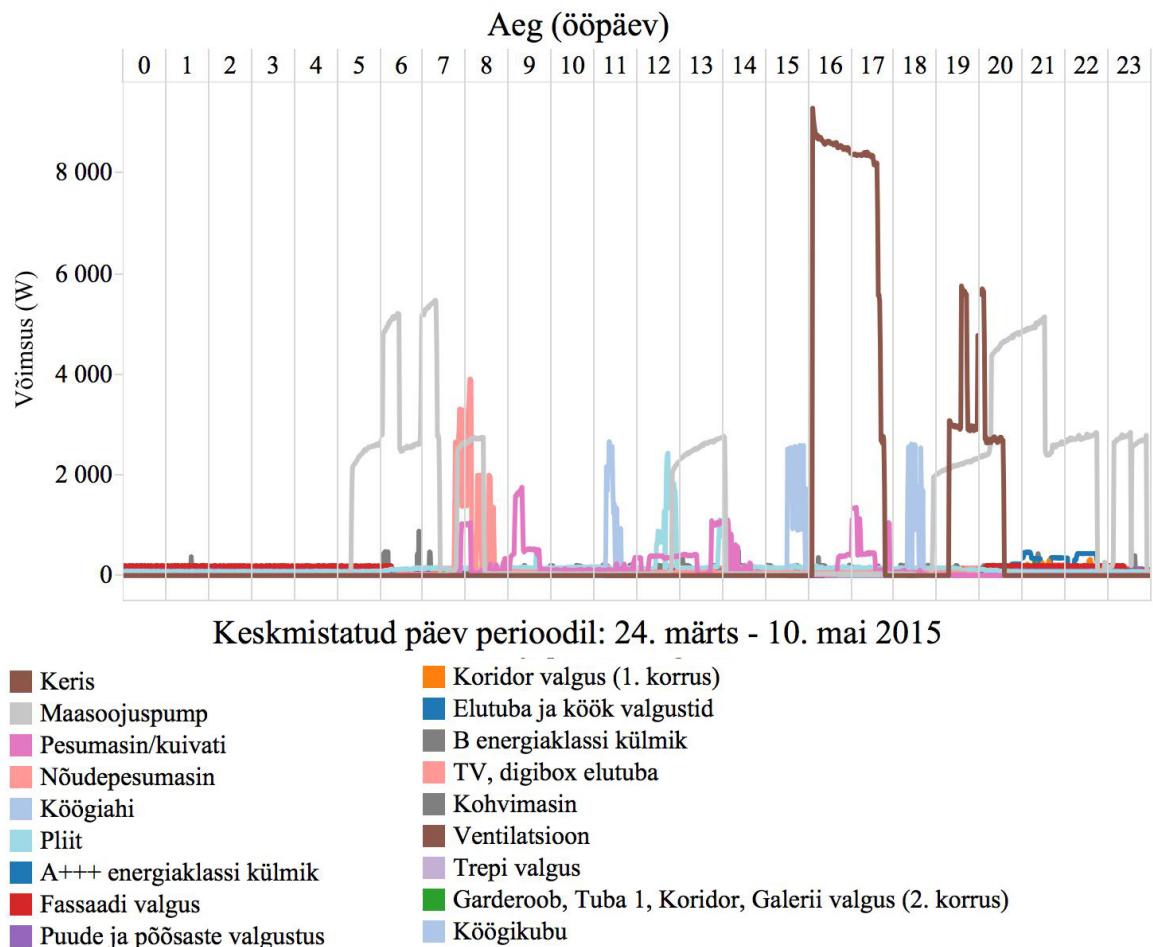 Aeg (ööpäev)
0 1 2 3 4 5 6 7 8 9 10 11 12 13 14 15 16 17 18 19 20 21 22 23
8 000
6 000
4 000
2 000
0
Võimsus (W)
Keskmistatud päev perioodil: 24. märts - 10. mai 2015
Keris
Maasoojuspump
Pesumasin/kuivati
Nõudepesumasin
Köögiahi
Pliit
A+++ energiaklassi külmik
Fassaadi valgus
Puude ja põõsaste valgustus
Koridor valgus (1. korrus)
Elutuba ja köök valgustid
B energiaklassi külmik
TV, digibox elutuba
Kohvimasin
Ventilatsioon
Trepi valgus
Garderoob, Tuba 1, Koridor, Galerii valgus (2. korrus)
Köögikubu